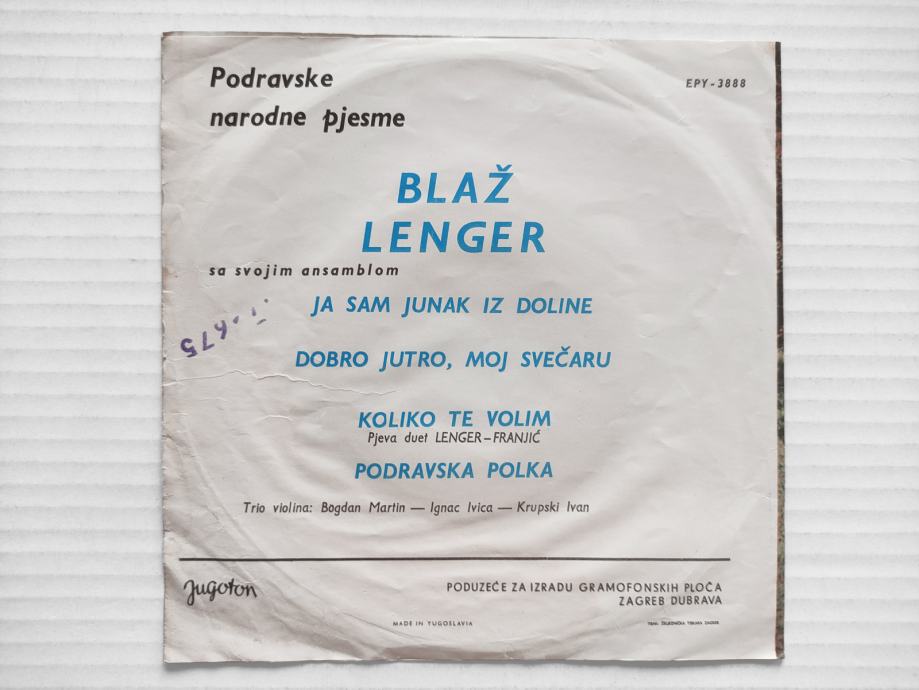 Podravske
narodne pjesme
EPY-3888
BLAŽ
LENGER
sa svojim ansamblom
JA SAM JUNAK IZ DOLINE
DOBRO JUTRO, MOJ SVEČARU
KOLIKO TE VOLIM
Pjeva duet LENGER-FRANJIĆ
PODRAVSKA POLKA
Trio violina: Bogdan Martin — Ignac Ivica — Krupski Ivan
Jugoton
PODUZEĆE ZA IZRADU GRAMOFONSKIH PLOČA
ZAGREB DUBRAVA
MADE IN YUGOSLAVIA